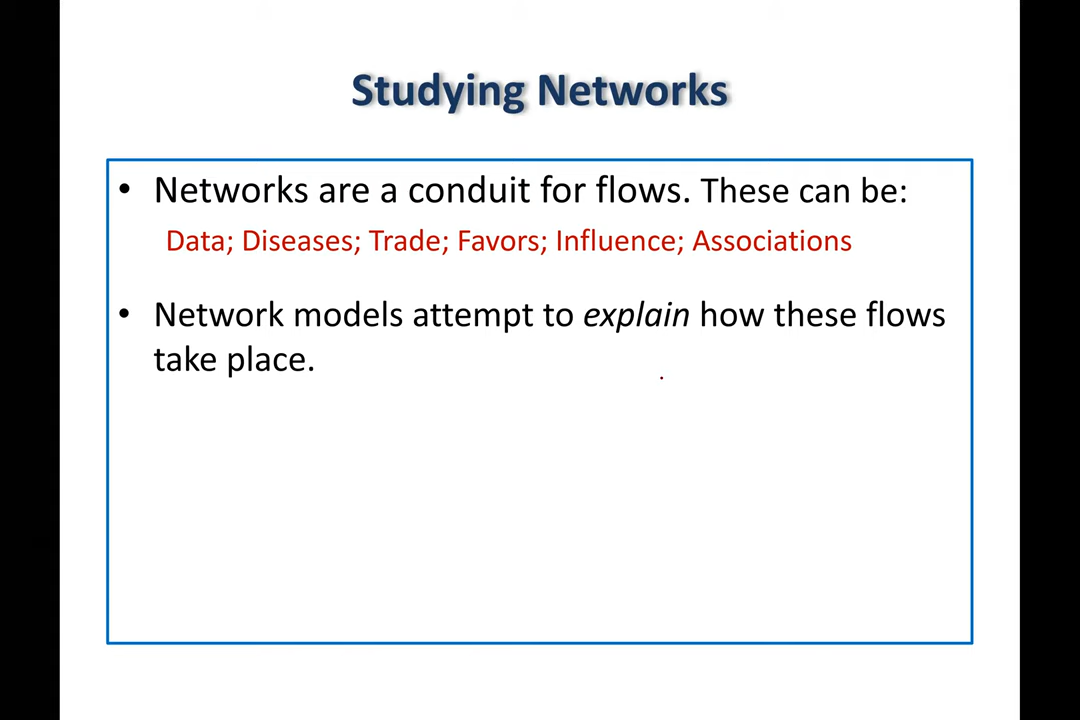 Studying Networks
• Networks are a conduit for flows. These can be:
Data; Diseases; Trade; Favors; Influence; Associations
• Network models attempt to explain how these flows
take place.